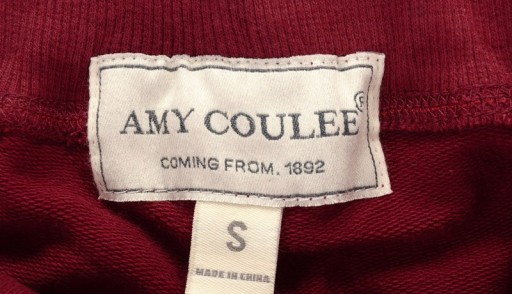 AMY COULEE®
COMING FROM. 1892
S
MADE IN CHINA